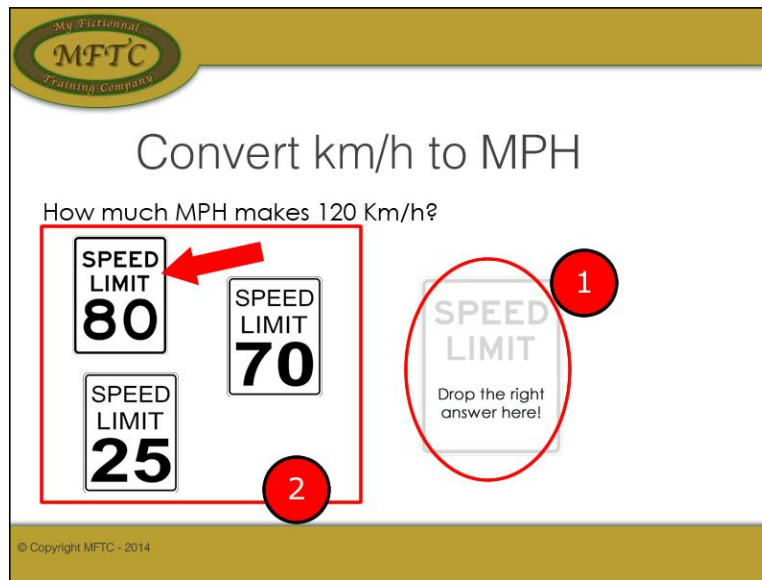 My Fictionnal
MFTC
Training Company
Convert km/h to MPH
How much MPH makes 120 Km/h?
SPEED
LIMIT
80
SPEED
LIMIT
70
SPEED
LIMIT
25
2
1
SPEED
LIMIT
Drop the right
answer here!
© Copyright MFTC - 2014